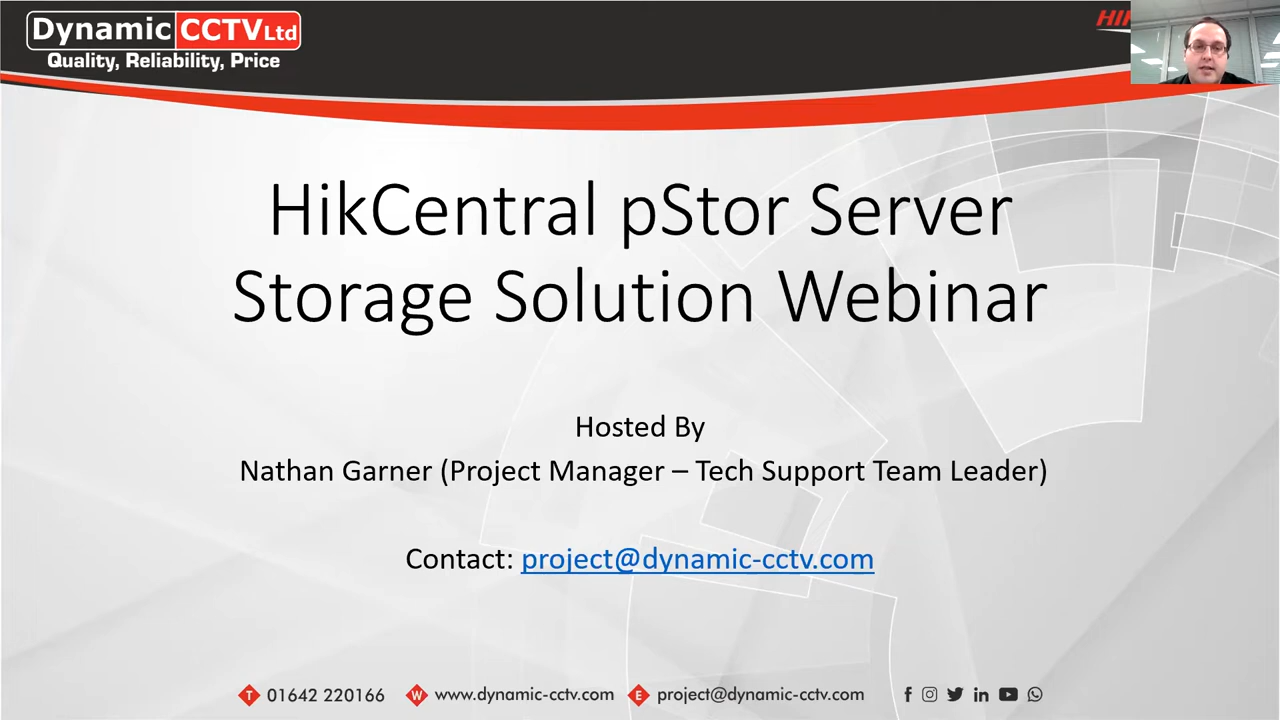 Dynamic CCTV Ltd
Quality, Reliability, Price
HikCentral pStor Server
Storage Solution Webinar
Hosted By
Nathan Garner (Project Manager – Tech Support Team Leader)
Contact: project@dynamic-cctv.com
T 01642 220166 W www.dynamic-cctv.com E project@dynamic-cctv.com